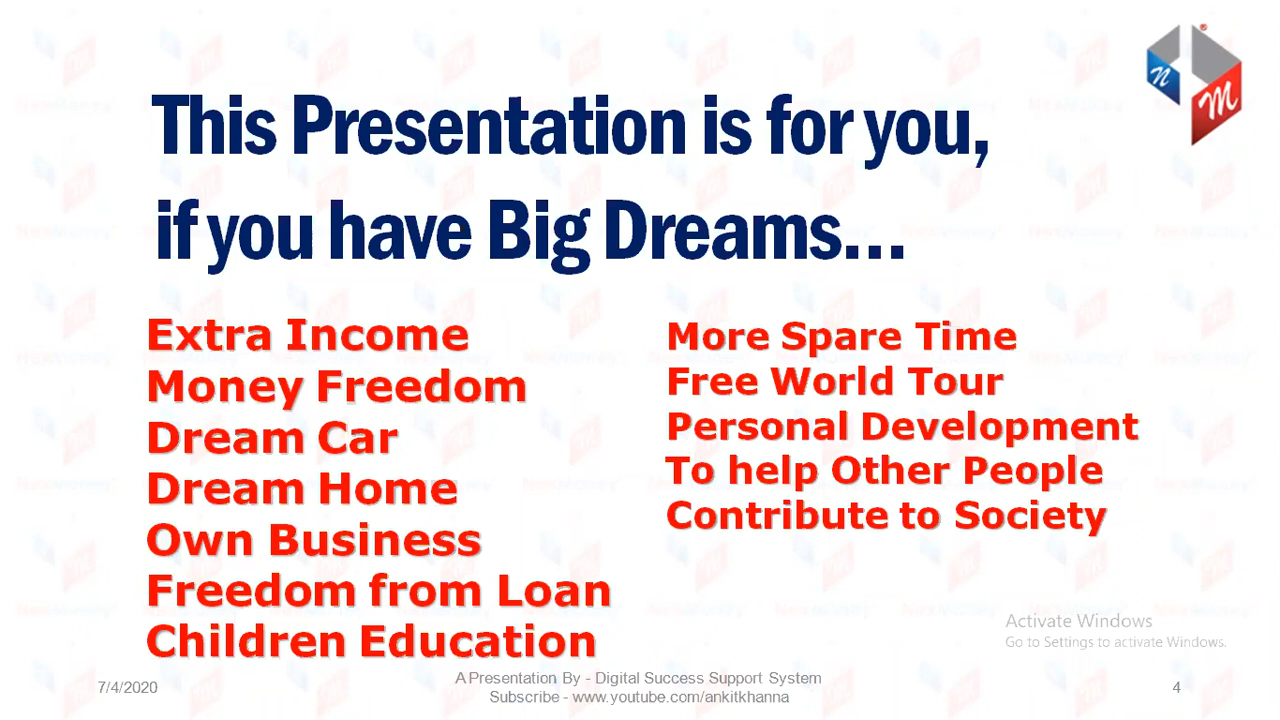 This Presentation is for you,
if you have Big Dreams...
Extra Income
Money Freedom
Dream Car
Dream Home
Own Business
Freedom from Loan
Children Education
More Spare Time
Free World Tour
Personal Development
To help Other People
Contribute to Society
n M
Activate Windows
Go to Settings to activate Windows.
7/4/2020
A Presentation By - Digital Success Support System
Subscribe - www.youtube.com/ankitkhanna
4